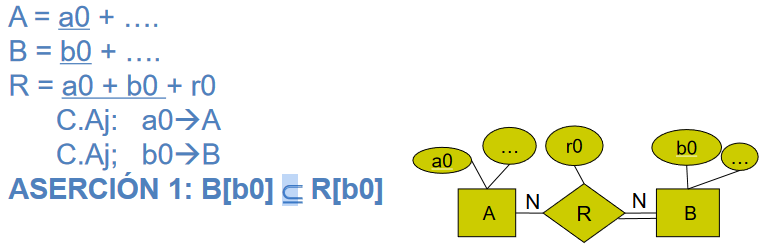 A = a0 + ….
B = b0 + ….
R = a0 + b0 + r0
C.Aj: a0→A
C.Aj; b0→B
ASERCIÓN 1: B[b0] ⊆ R[b0]
a0
...
r0
b0
...
A
N
R
N
B